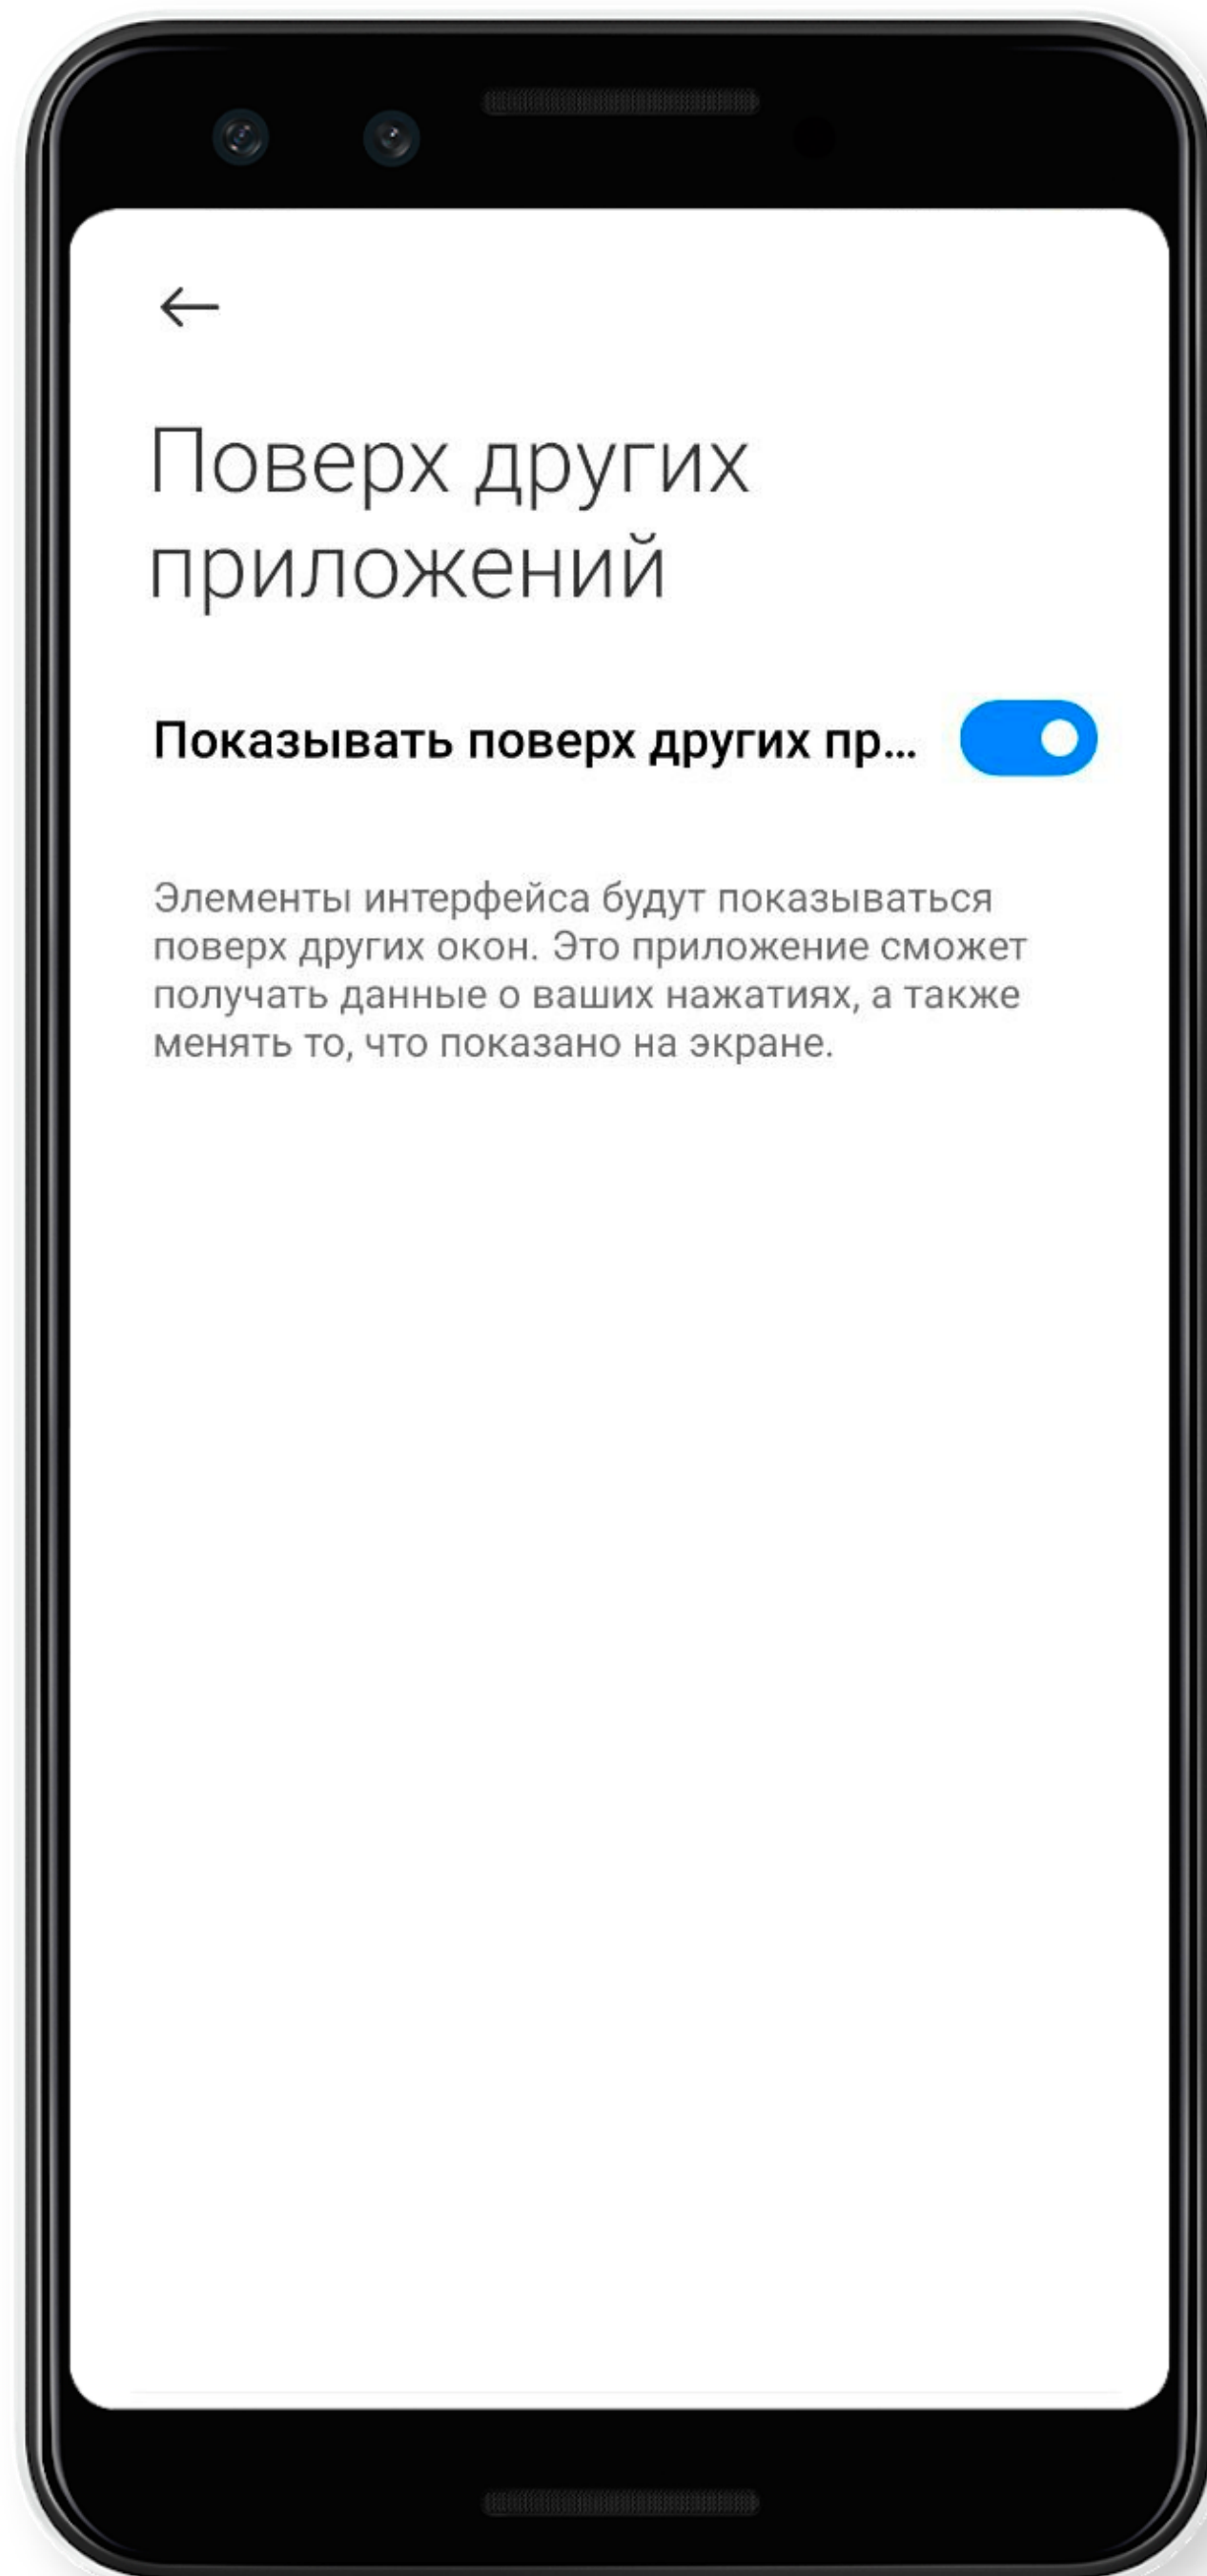 Поверх других
приложений
Показывать поверх других пр...
Элементы интерфейса будут показываться
поверх других окон. Это приложение сможет
получать данные о ваших нажатиях, а также
менять то, что показано на экране.